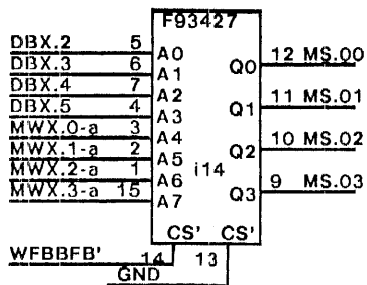 F93427
DBX.2 5 A0
DBX.3 6 A1
DBX.4 7 A2
DBX.5 4 A3
MWX.0-a 3 A4
MWX.1-a 2 A5
MWX.2-a 1 A6
MWX.3-a 15 A7
Q0 12 MS.00
Q1 11 MS.01
Q2 10 MS.02
Q3 9 MS.03
i14
CS' CS'
WFBBFB' 14 13
GND